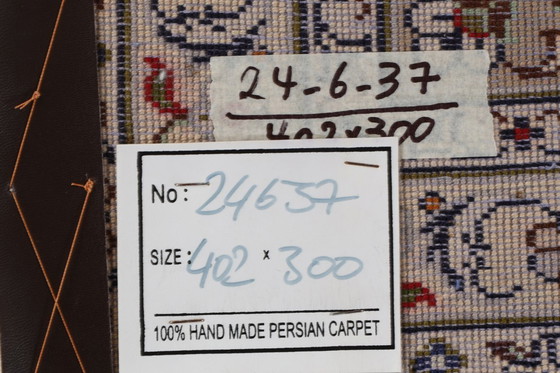 24-6-37
402x300
No: 24637
SIZE: 402 x 300
100% HAND MADE PERSIAN CARPET